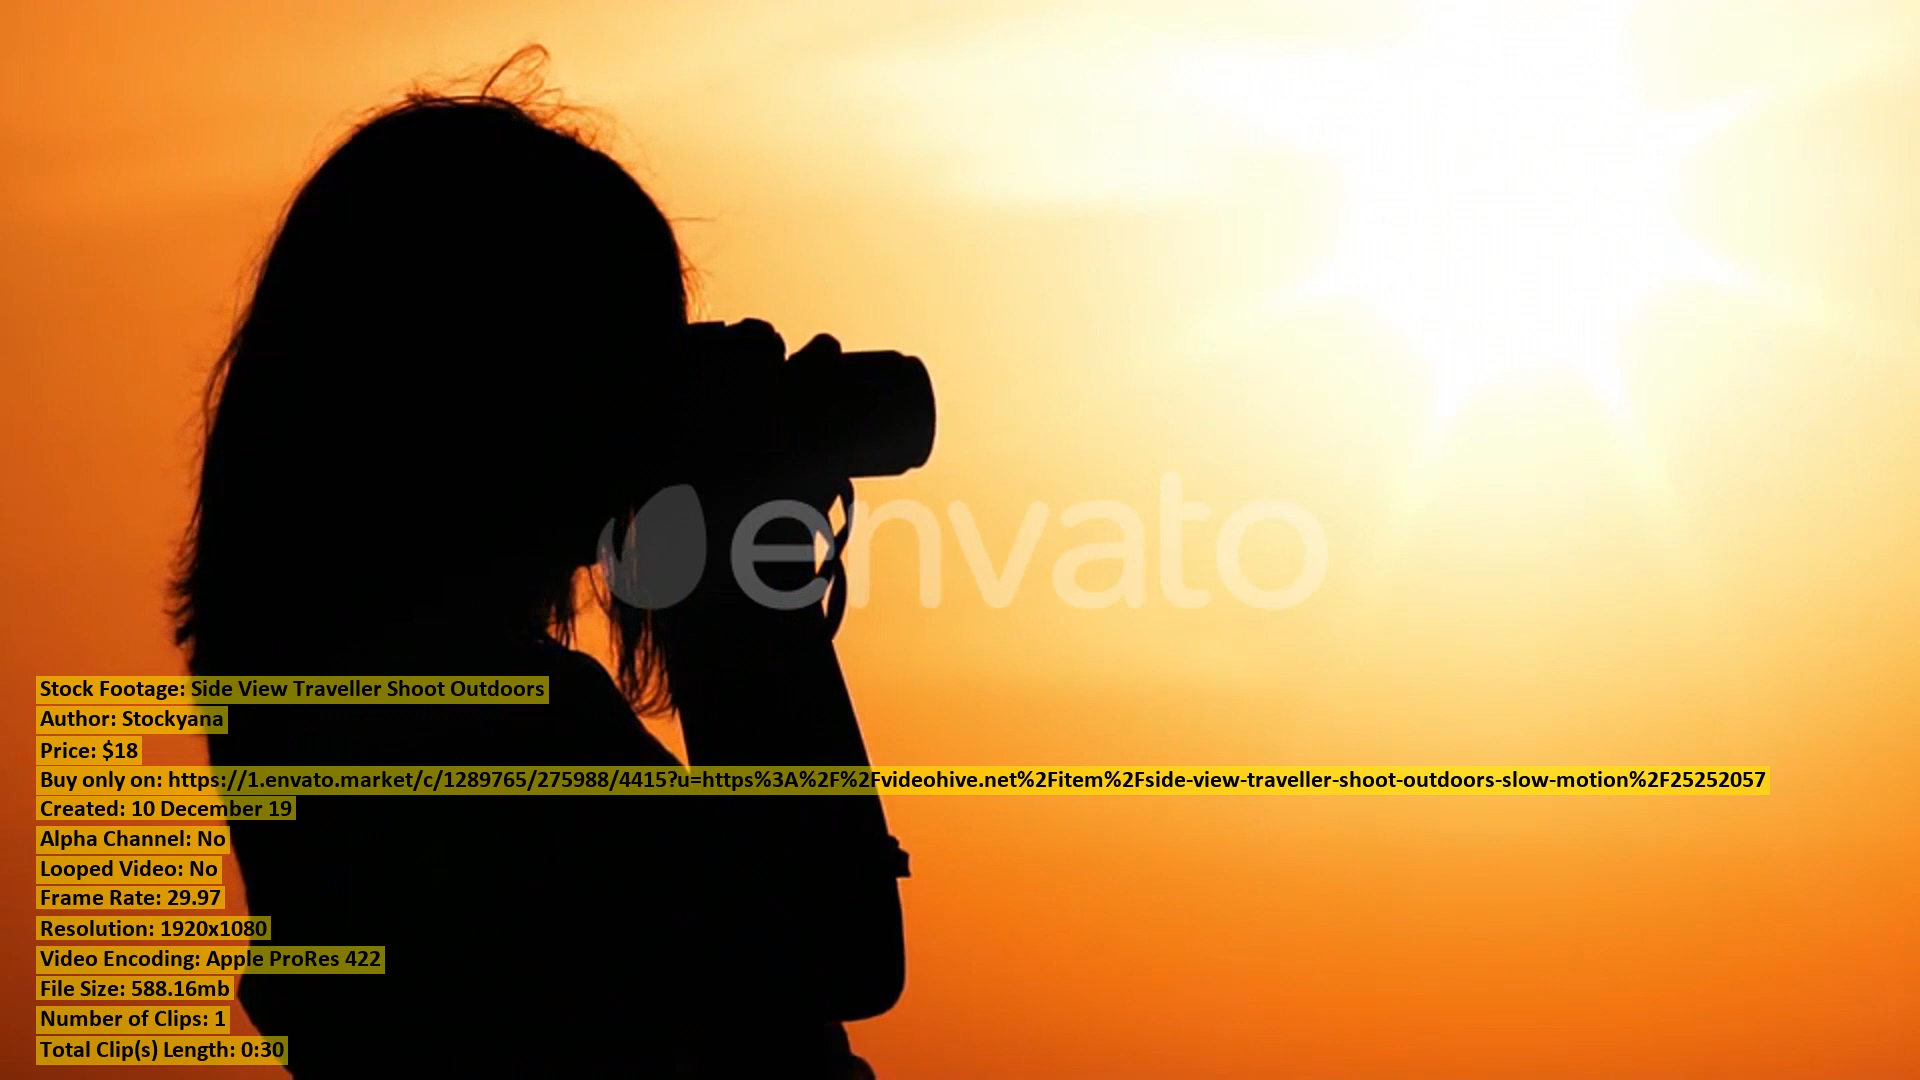 envato
Stock Footage: Side View Traveller Shoot Outdoors
Author: Stockyana
Price: $18
Buy only on: https://1.envato.market/c/1289765/275988/4415?u=https%3A%2F%2Fvideohive.net%2Fitem%2Fside-view-traveller-shoot-outdoors-slow-motion%2F25252057
Created: 10 December 19
Alpha Channel: No
Looped Video: No
Frame Rate: 29.97
Resolution: 1920x1080
Video Encoding: Apple ProRes 422
File Size: 588.16mb
Number of Clips: 1
Total Clip(s) Length: 0:30